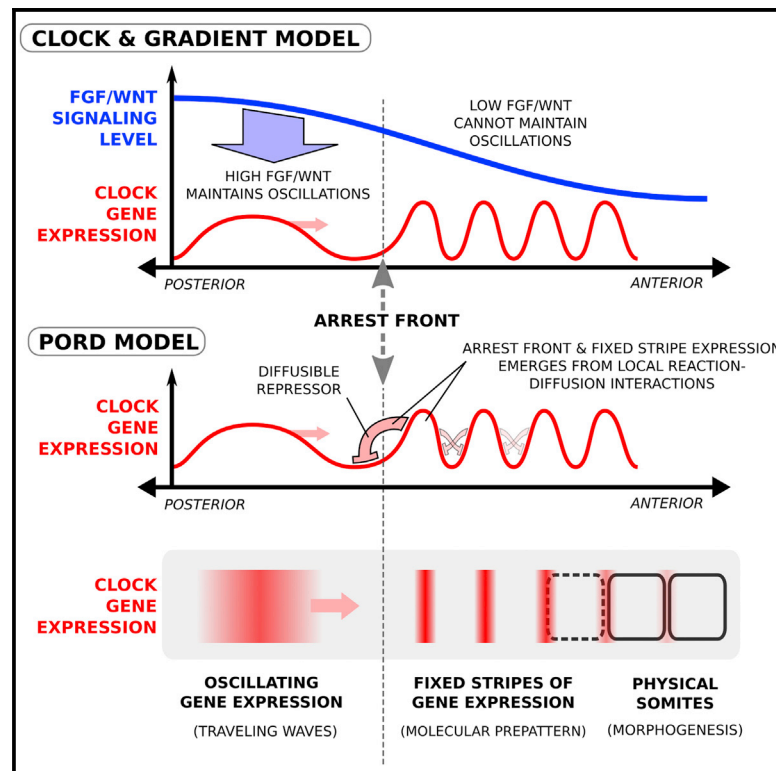 CLOCK & GRADIENT MODEL
FGF/WNT
SIGNALING
LEVEL
LOW FGF/WNT
CANNOT MAINTAIN
OSCILLATIONS
HIGH FGF/WNT
MAINTAINS OSCILLATIONS
CLOCK
GENE
EXPRESSION
POSTERIOR
ANTERIOR
ARREST FRONT
PORD MODEL
DIFFUSIBLE
REPRESSOR
ARREST FRONT & FIXED STRIPE EXPRESSION
EMERGES FROM LOCAL REACTION-
DIFFUSION INTERACTIONS
CLOCK
GENE
EXPRESSION
POSTERIOR
ANTERIOR
CLOCK
GENE
EXPRESSION
OSCILLATING
GENE EXPRESSION
(TRAVELING WAVES)
FIXED STRIPES OF
GENE EXPRESSION
(MOLECULAR PREPATTERN)
PHYSICAL
SOMITES
(MORPHOGENESIS)